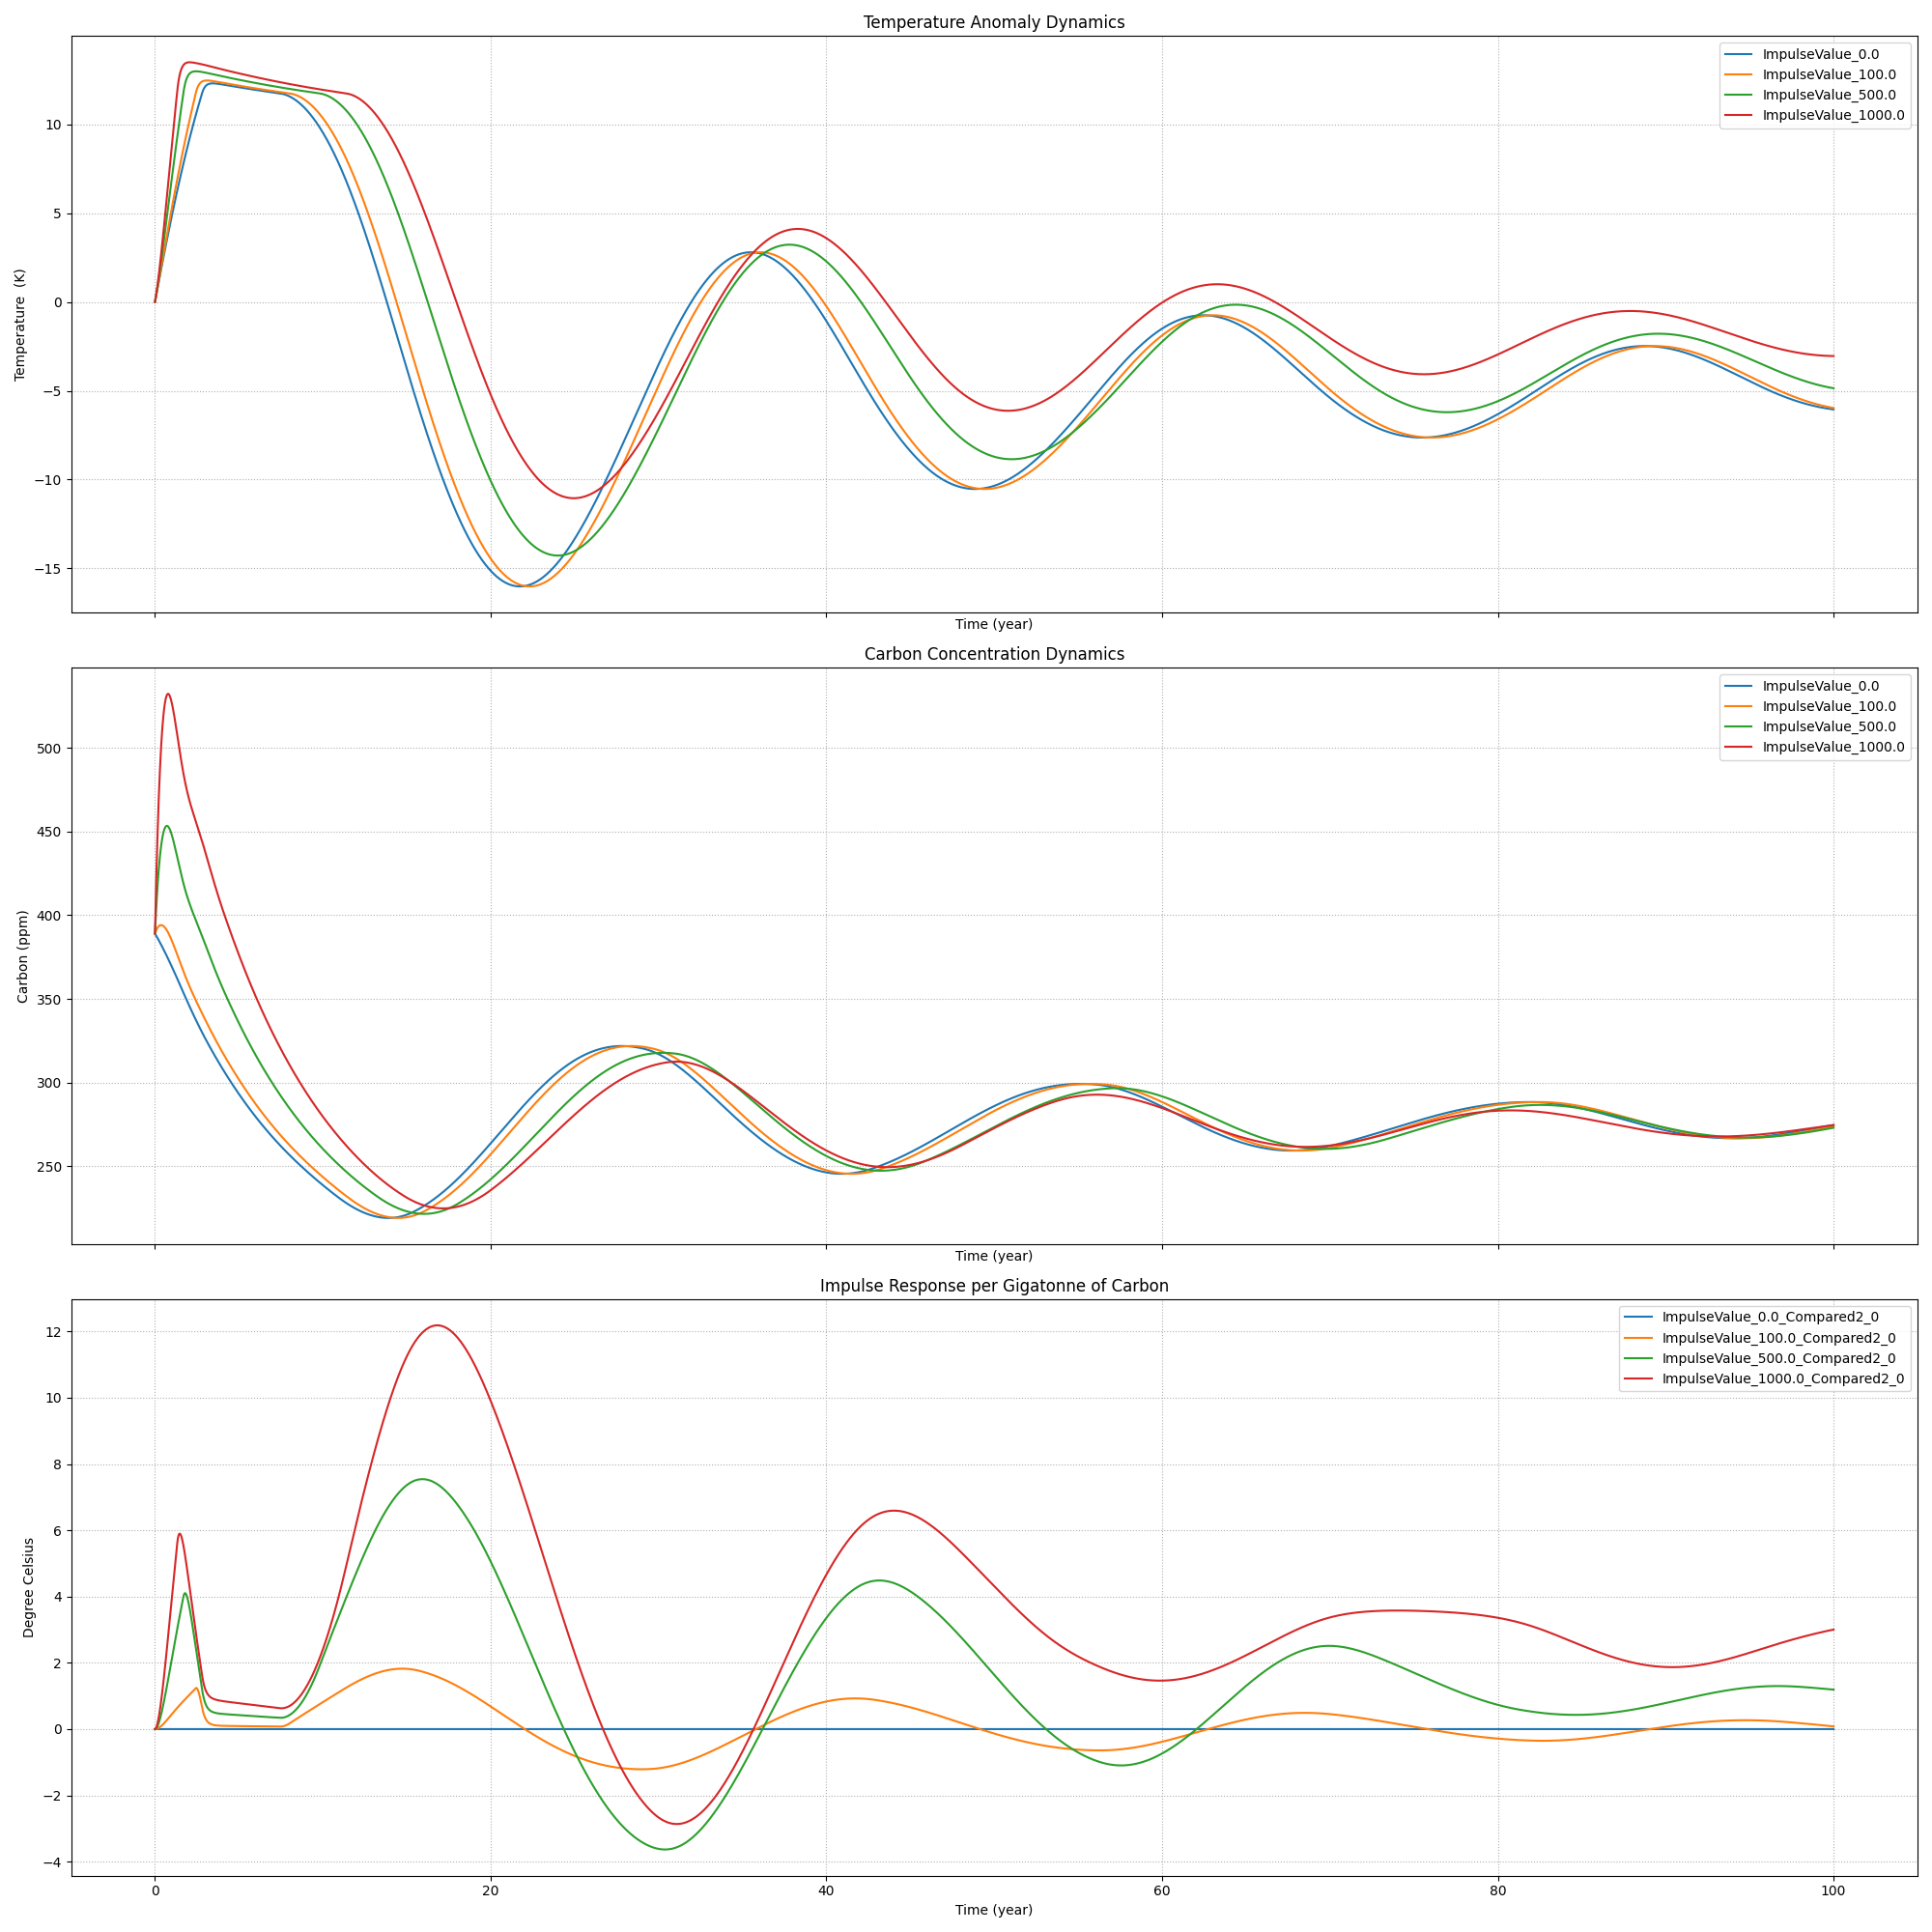 Temperature Anomaly Dynamics
ImpulseValue_0.0
ImpulseValue_100.0
ImpulseValue_500.0
ImpulseValue_1000.0
10
5
0
−5
−10
−15
Temperature  (K)
Time (year)
Carbon Concentration Dynamics
ImpulseValue_0.0
ImpulseValue_100.0
ImpulseValue_500.0
ImpulseValue_1000.0
500
450
400
350
300
250
Carbon (ppm)
Time (year)
Impulse Response per Gigatonne of Carbon
ImpulseValue_0.0_Compared2_0
ImpulseValue_100.0_Compared2_0
ImpulseValue_500.0_Compared2_0
ImpulseValue_1000.0_Compared2_0
12
10
8
6
4
2
0
−2
−4
Degree Celsius
0 20 40 60 80 100
Time (year)